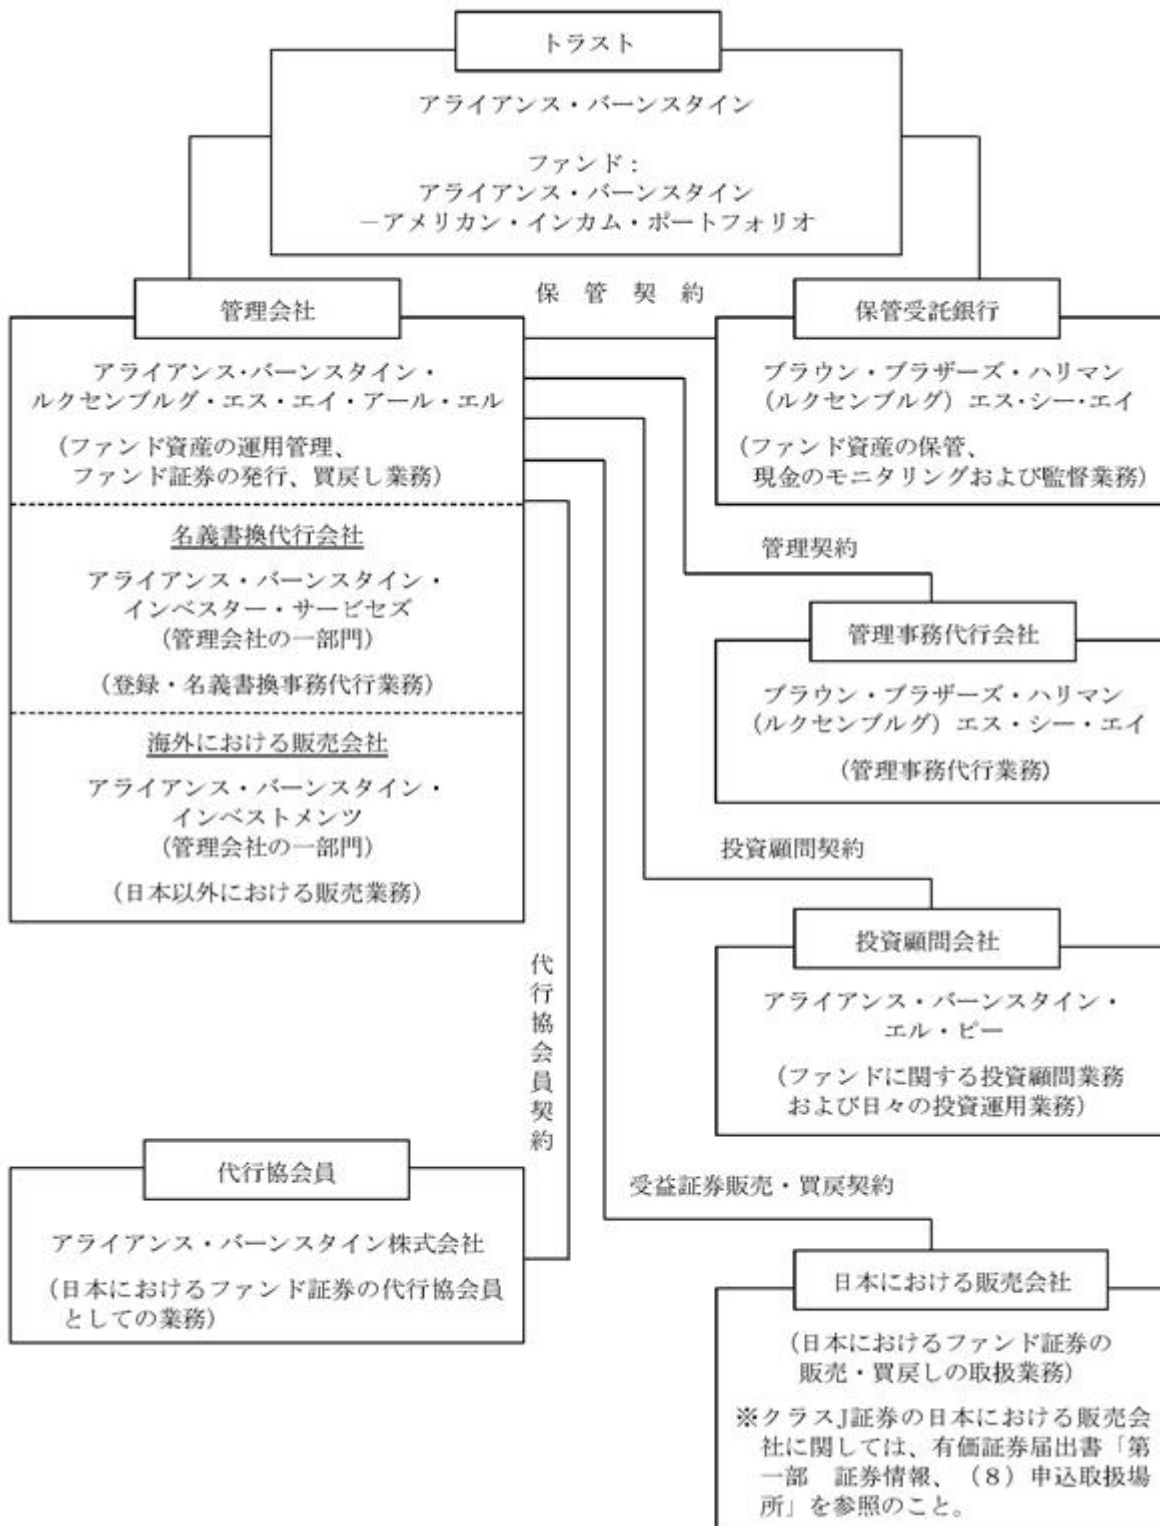 トラスト
アライアンス・バーンスタイン
ファンド：
アライアンス・バーンスタイン
－アメリカン・インカム・ポートフォリオ
保管契約
管理会社
アライアンス・バーンスタイン・
ルクセンブルグ・エス・エイ・アール・エル
（ファンド資産の運用管理、
ファンド証券の発行、買戻し業務）
名義書換代行会社
アライアンス・バーンスタイン・
インベスター・サービセズ
（管理会社の一部門）
（登録・名義書換事務代行業務）
海外における販売会社
アライアンス・バーンスタイン・
インベストメンツ
（管理会社の一部門）
（日本以外における販売業務）
保管受託銀行
ブラウン・ブラザーズ・ハリマン
（ルクセンブルグ）エス・シー・エイ
（ファンド資産の保管、
現金のモニタリングおよび監督業務）
管理契約
管理事務代行会社
ブラウン・ブラザーズ・ハリマン
（ルクセンブルグ）エス・シー・エイ
（管理事務代行業務）
投資顧問契約
投資顧問会社
アライアンス・バーンスタイン・
エル・ピー
（ファンドに関する投資顧問業務
および日々の投資運用業務）
代行協会員契約
代行協会員
アライアンス・バーンスタイン株式会社
（日本におけるファンド証券の代行協会員
としての業務）
受益証券販売・買戻契約
日本における販売会社
（日本におけるファンド証券の
販売・買戻しの取扱業務）
※クラスJ証券の日本における販売会
社に関しては、有価証券届出書「第
一部　証券情報、（８）申込取扱場
所」を参照のこと。